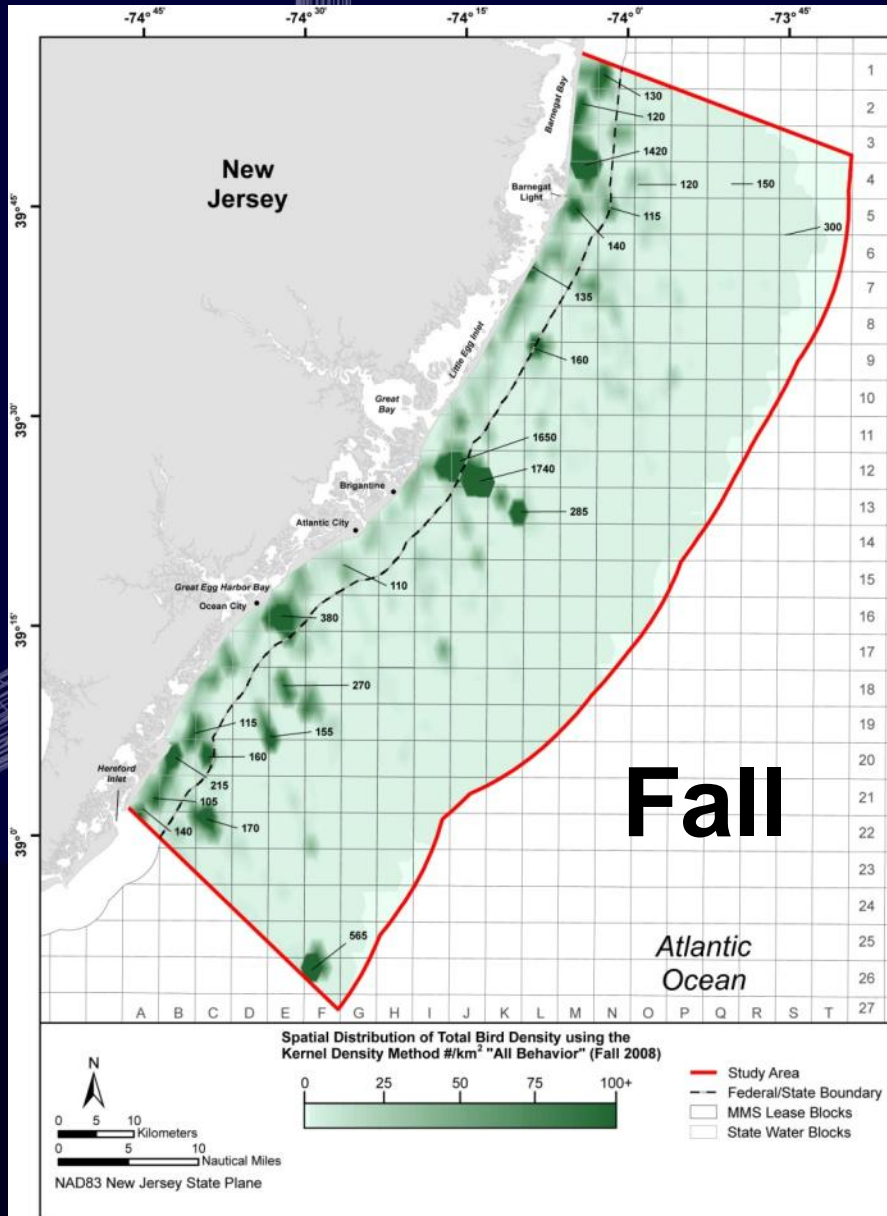 -74°45'
-74°30'
-74°15'
-74°0'
-73°45'
39°45'
39°30'
39°15'
39°0'
New
Jersey
Barnegat Bay
Barnegat
Light
Little Egg Inlet
Great
Bay
Brigantine
Atlantic City
Great Egg Harbor Bay
Ocean City
Hereford
Inlet
130
120
1420
120
150
115
140
300
135
160
1650
1740
285
110
380
270
115
155
160
215
105
140
170
565
1
2
3
4
5
6
7
8
9
10
11
12
13
14
15
16
17
18
19
20
21
22
23
24
25
26
27
Fall
Atlantic
Ocean
A B C D E F G H I J K L M N O P Q R S T
Spatial Distribution of Total Bird Density using the
Kernel Density Method #/km² "All Behavior" (Fall 2008)
0 25 50 75 100+
N
0 5 10
Kilometers
0 5 10
Nautical Miles
NAD83 New Jersey State Plane
Study Area
Federal/State Boundary
MMS Lease Blocks
State Water Blocks